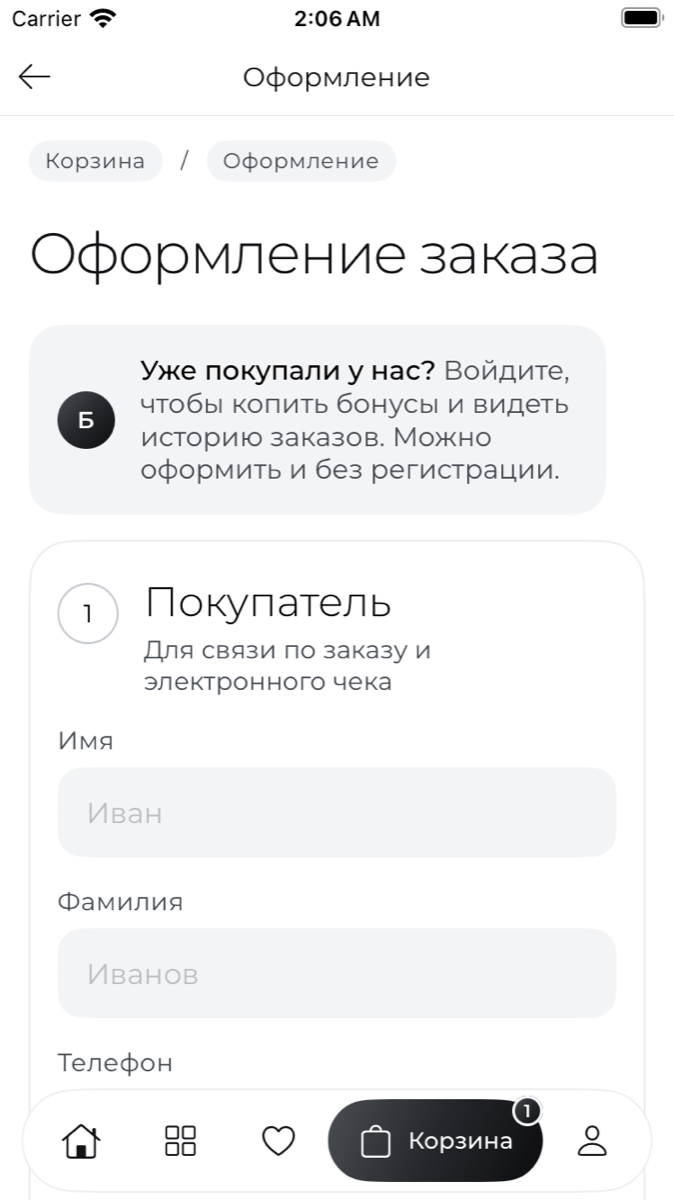 Carrier 2:06 AM
Оформление
Корзина / Оформление
Оформление заказа
Б
Уже покупали у нас? Войдите,
чтобы копить бонусы и видеть
историю заказов. Можно
оформить и без регистрации.
1
Покупатель
Для связи по заказу и
электронного чека
Имя
Иван
Фамилия
Иванов
Телефон
Корзина
1